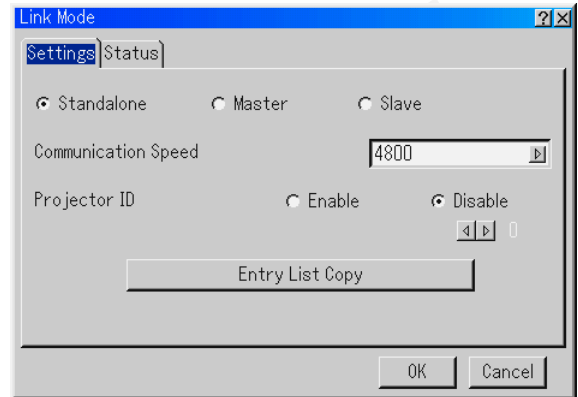 Link Mode ? ×
Settings Status
Standalone Master Slave
Communication Speed 4800
Projector ID Enable Disable
0
Entry List Copy
OK Cancel